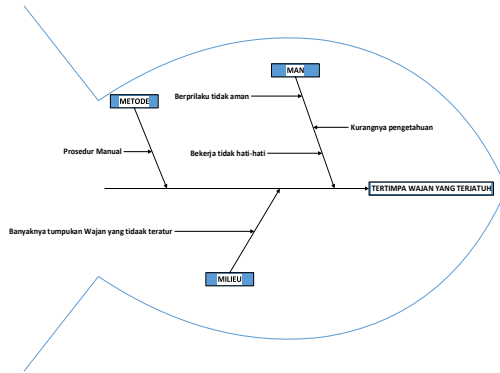 MAN
Berprilaku tidak aman
METODE
Kurangnya pengetahuan
Prosedur Manual
Bekerja tidak hati-hati
TERTIMPA WAJAN YANG TERJATUH
Banyaknya tumpukan Wajan yang tidaak teratur
MILIEU